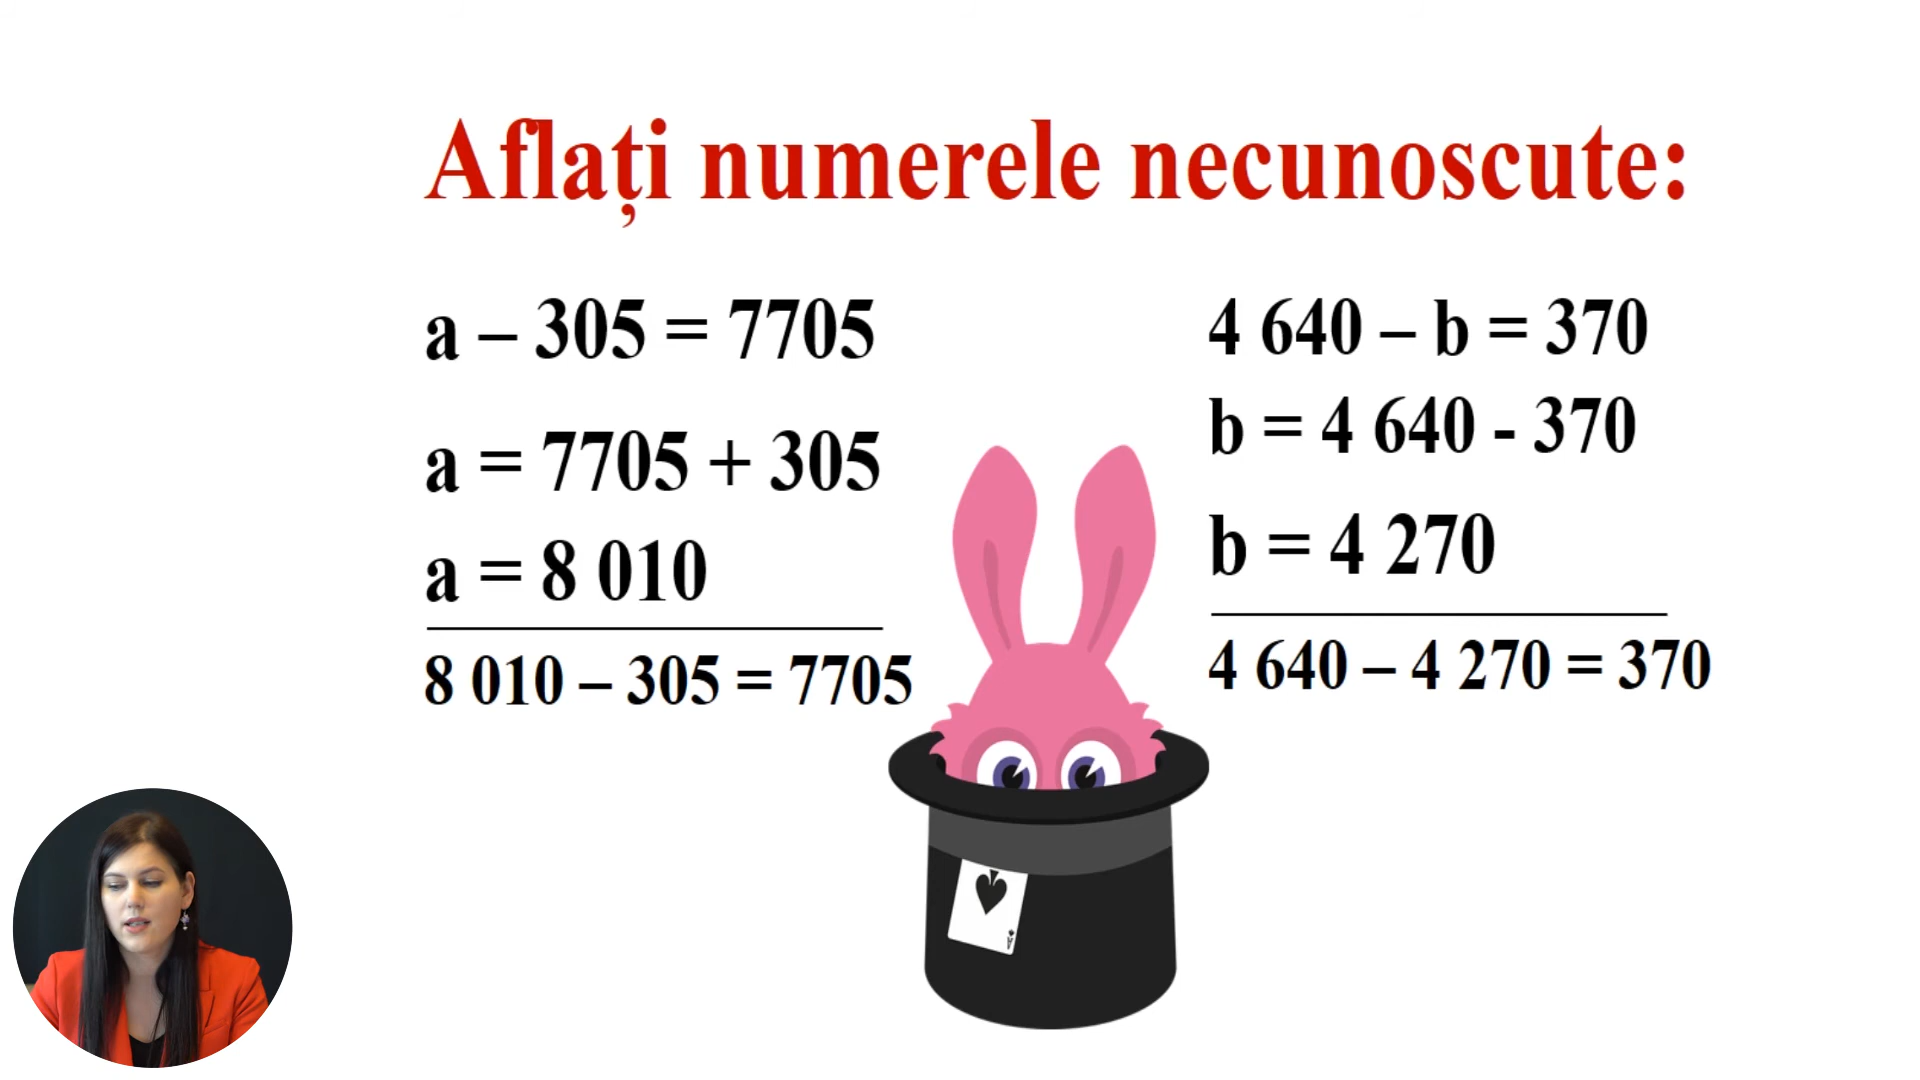 Aflați numerele necunoscute:
a – 305 = 7705
a = 7705 + 305
a = 8 010
8 010 – 305 = 7705
4 640 – b = 370
b = 4 640 - 370
b = 4 270
4 640 – 4 270 = 370
A